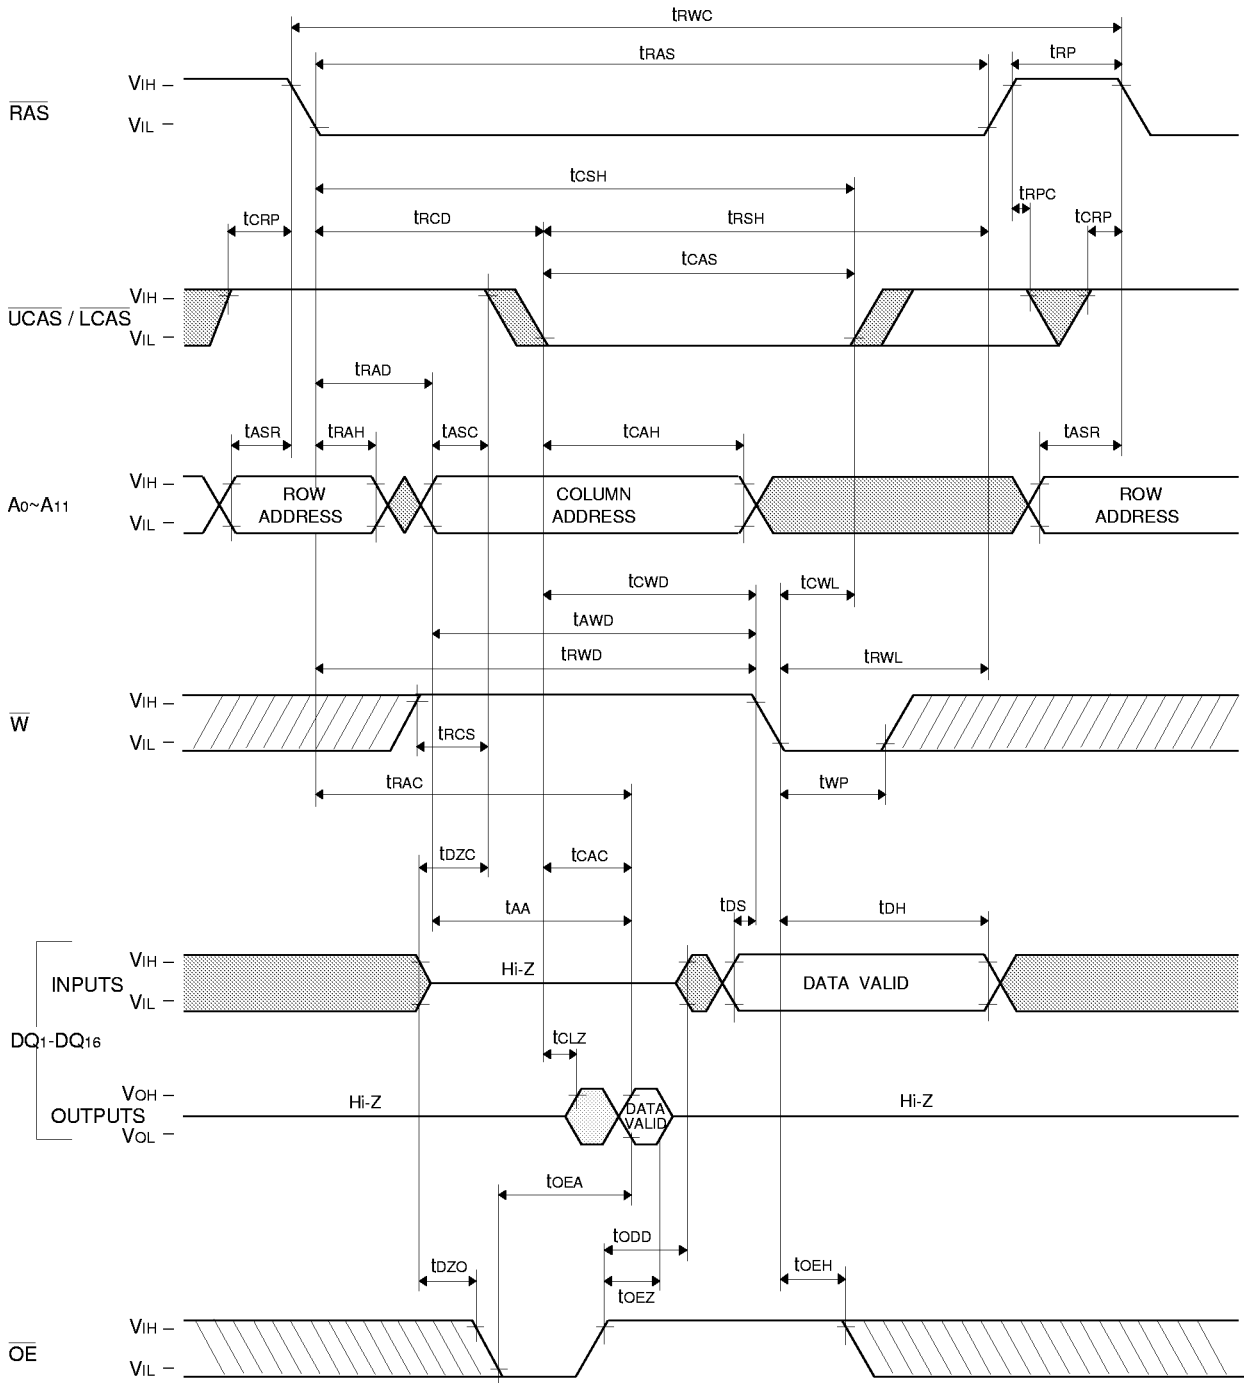 tRWC
tRAS tRP
VIH
RAS
VIL
tCSH
tRPC
tCRP tRCD tRSH tCRP
tCAS
VIH
UCAS / LCAS
VIL
tRAD
tASR tRAH tASC tCAH tASR
VIH
ROW ADDRESS COLUMN ADDRESS ROW ADDRESS
A0~A11
VIL
tCWD tCWL
tAWD
tRWD tRWL
VIH
W
VIL
tRCS
tRAC tWP
tDZC tCAC
tAA tDS tDH
VIH
Hi-Z
INPUTS DATA VALID
VIL
DQ1-DQ16
tCLZ
VOH
Hi-Z Hi-Z
OUTPUTS DATA VALID
VOL
tOEA
tODD
tDZO tOEH
tOEZ
VIH
OE
VIL